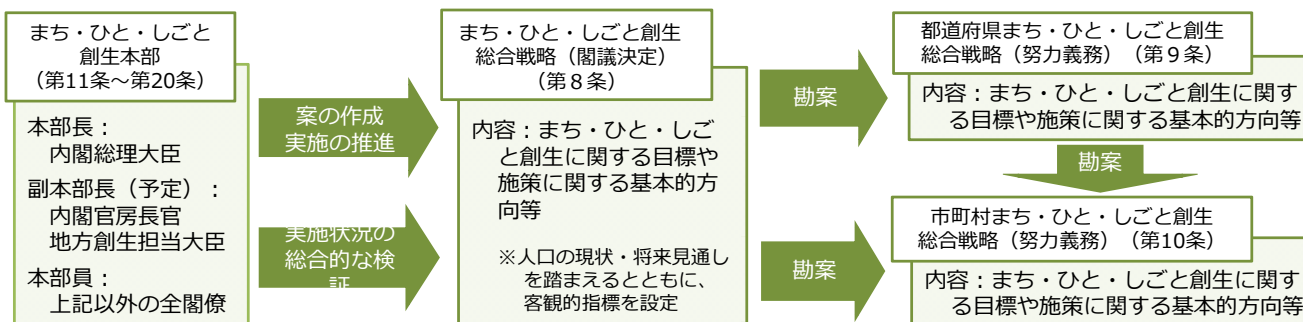 まち・ひと・しごと
創生本部
（第11条～第20条）
本部長：
内閣総理大臣
副本部長（予定）：
内閣官房長官
地方創生担当大臣
本部員：
上記以外の全閣僚
案の作成
実施の推進
実施状況の
総合的な検
証
まち・ひと・しごと創生
総合戦略（閣議決定）
（第８条）
内容：まち・ひと・しご
と創生に関する目標や
施策に関する基本的方
向等
※人口の現状・将来見通し
を踏まえるとともに、
客観的指標を設定
勘案
勘案
都道府県まち・ひと・しごと創生
総合戦略（努力義務）（第９条）
内容：まち・ひと・しごと創生に関す
る目標や施策に関する基本的方向等
勘案
市町村まち・ひと・しごと創生
総合戦略（努力義務）（第10条）
内容：まち・ひと・しごと創生に関す
る目標や施策に関する基本的方向等